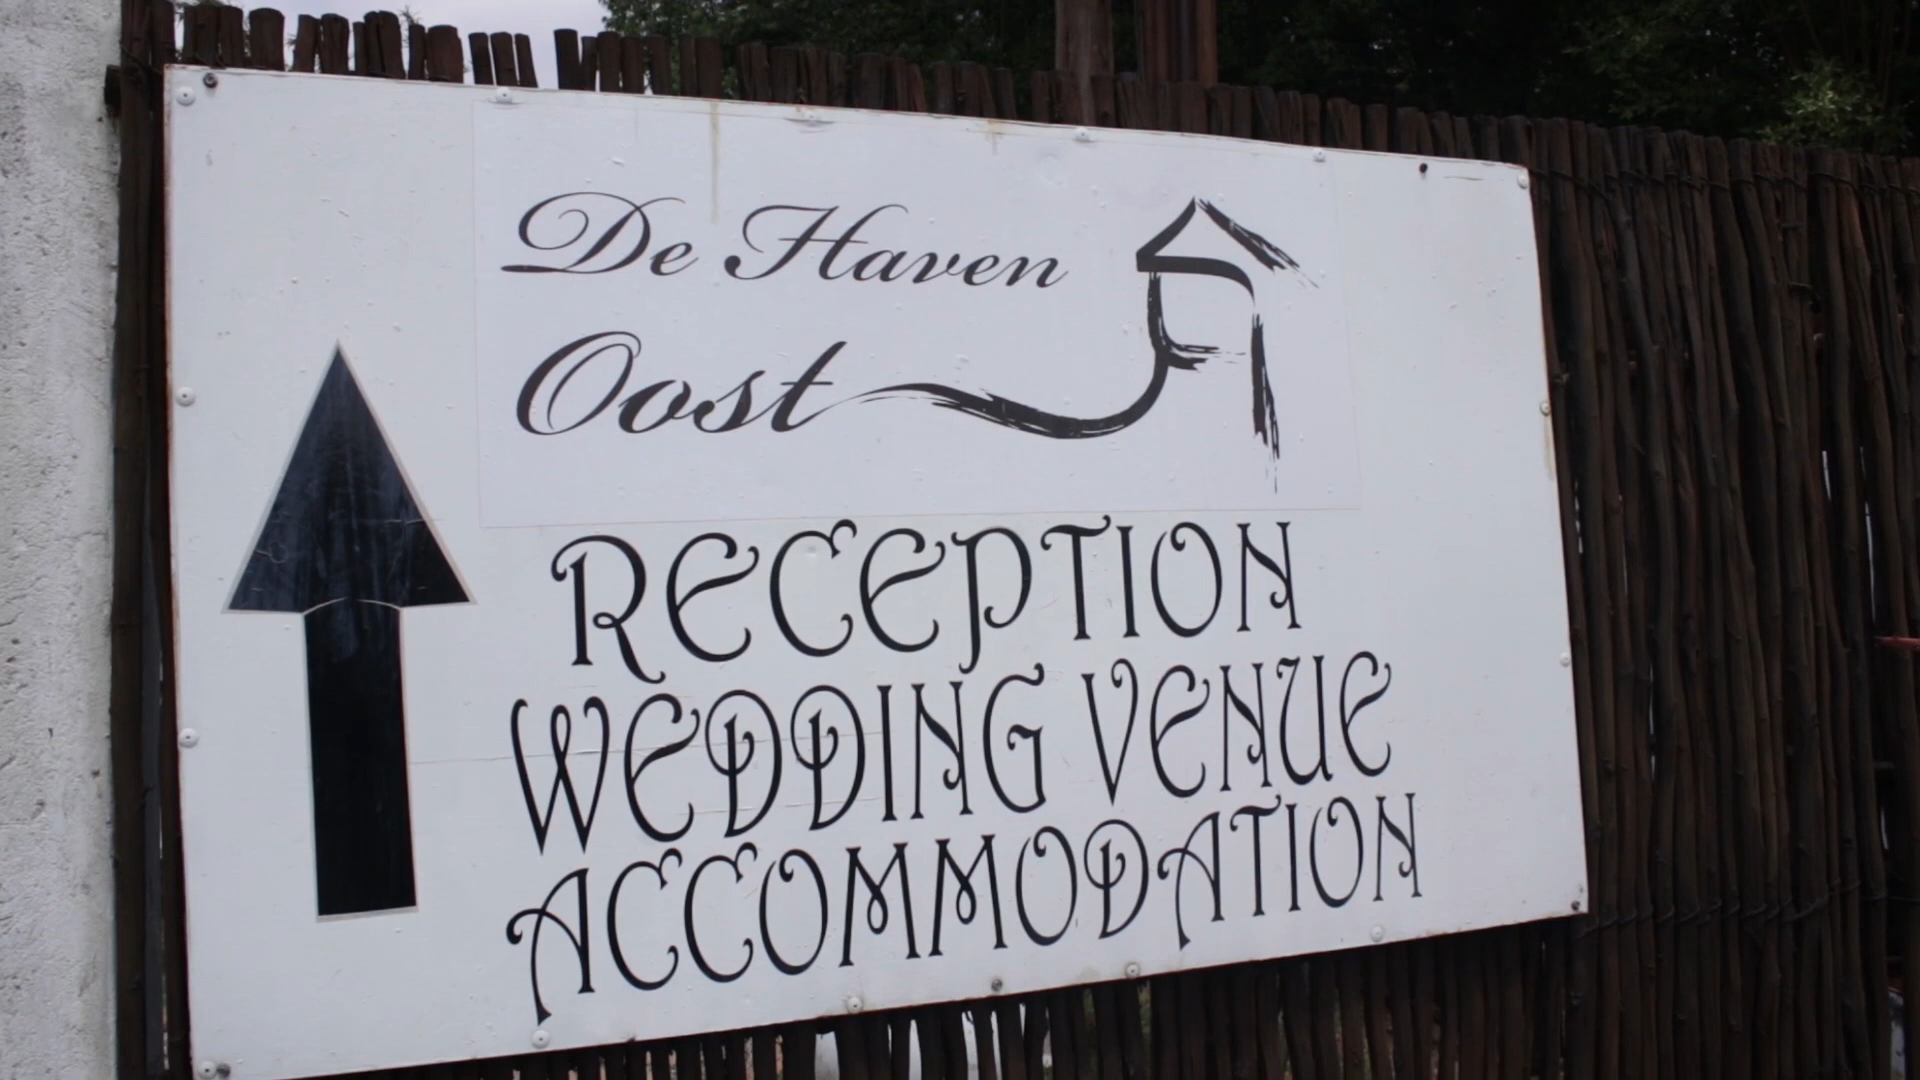 De Haven
Oost
RECEPTION
WEDDING VENUE
ACCOMMODATION